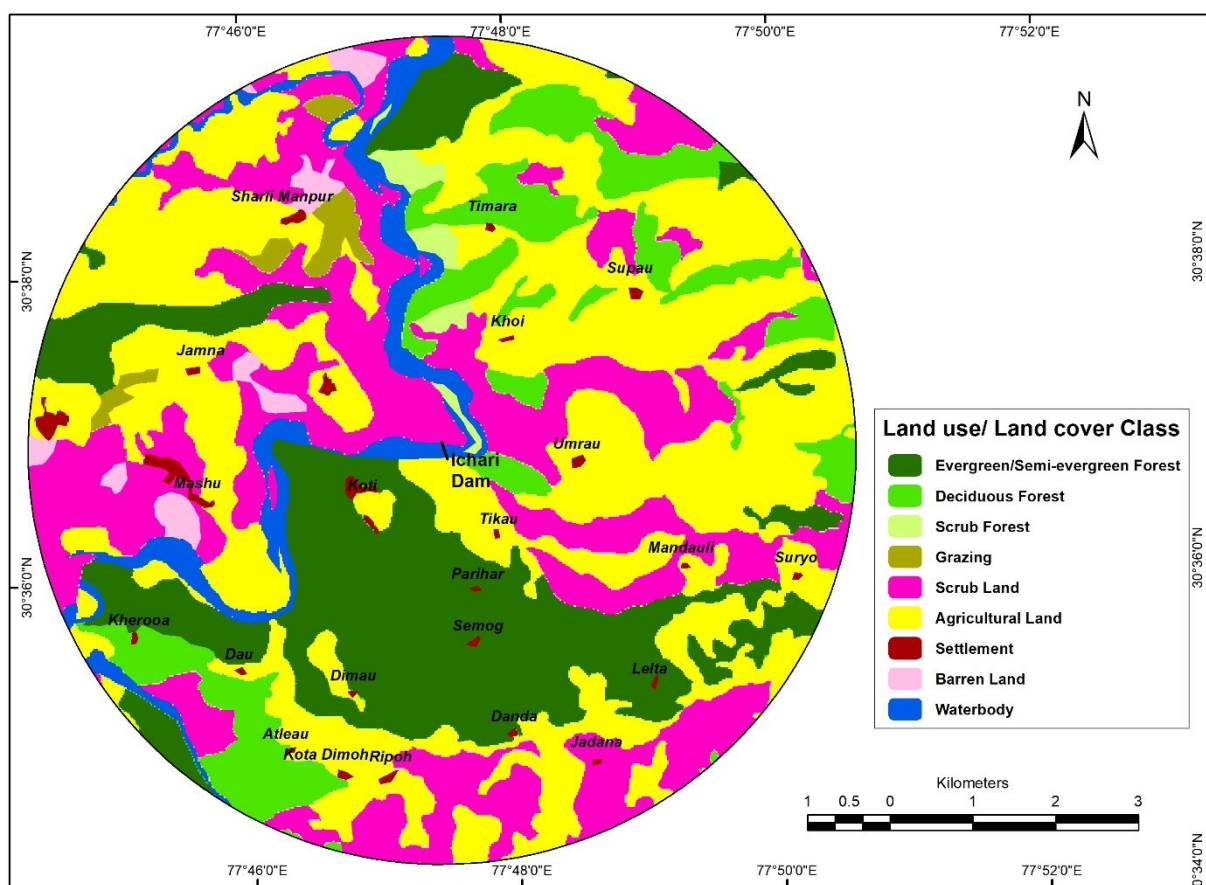 77°46'0"E
77°48'0"E
77°50'0"E
77°52'0"E
N
Sharli Manpur
Timara
30°38'0"N
30°38'0"N
Supau
Khoi
Jamna
Land use/ Land cover Class
Evergreen/Semi-evergreen Forest
Deciduous Forest
Scrub Forest
Grazing
Scrub Land
Agricultural Land
Settlement
Barren Land
Waterbody
Umrau
Ichari
Dam
Mashu
Koti
Tikau
Mandauli
Suryo
30°36'0"N
30°36'0"N
Parihar
Kherooa
Semog
Dau
Dimau
Lelta
Danda
Atleau
Jadana
Kota Dimoh
Ripoh
Kilometers
1 0.5 0 1 2 3
30°34'0"N
77°46'0"E
77°48'0"E
77°50'0"E
77°52'0"E